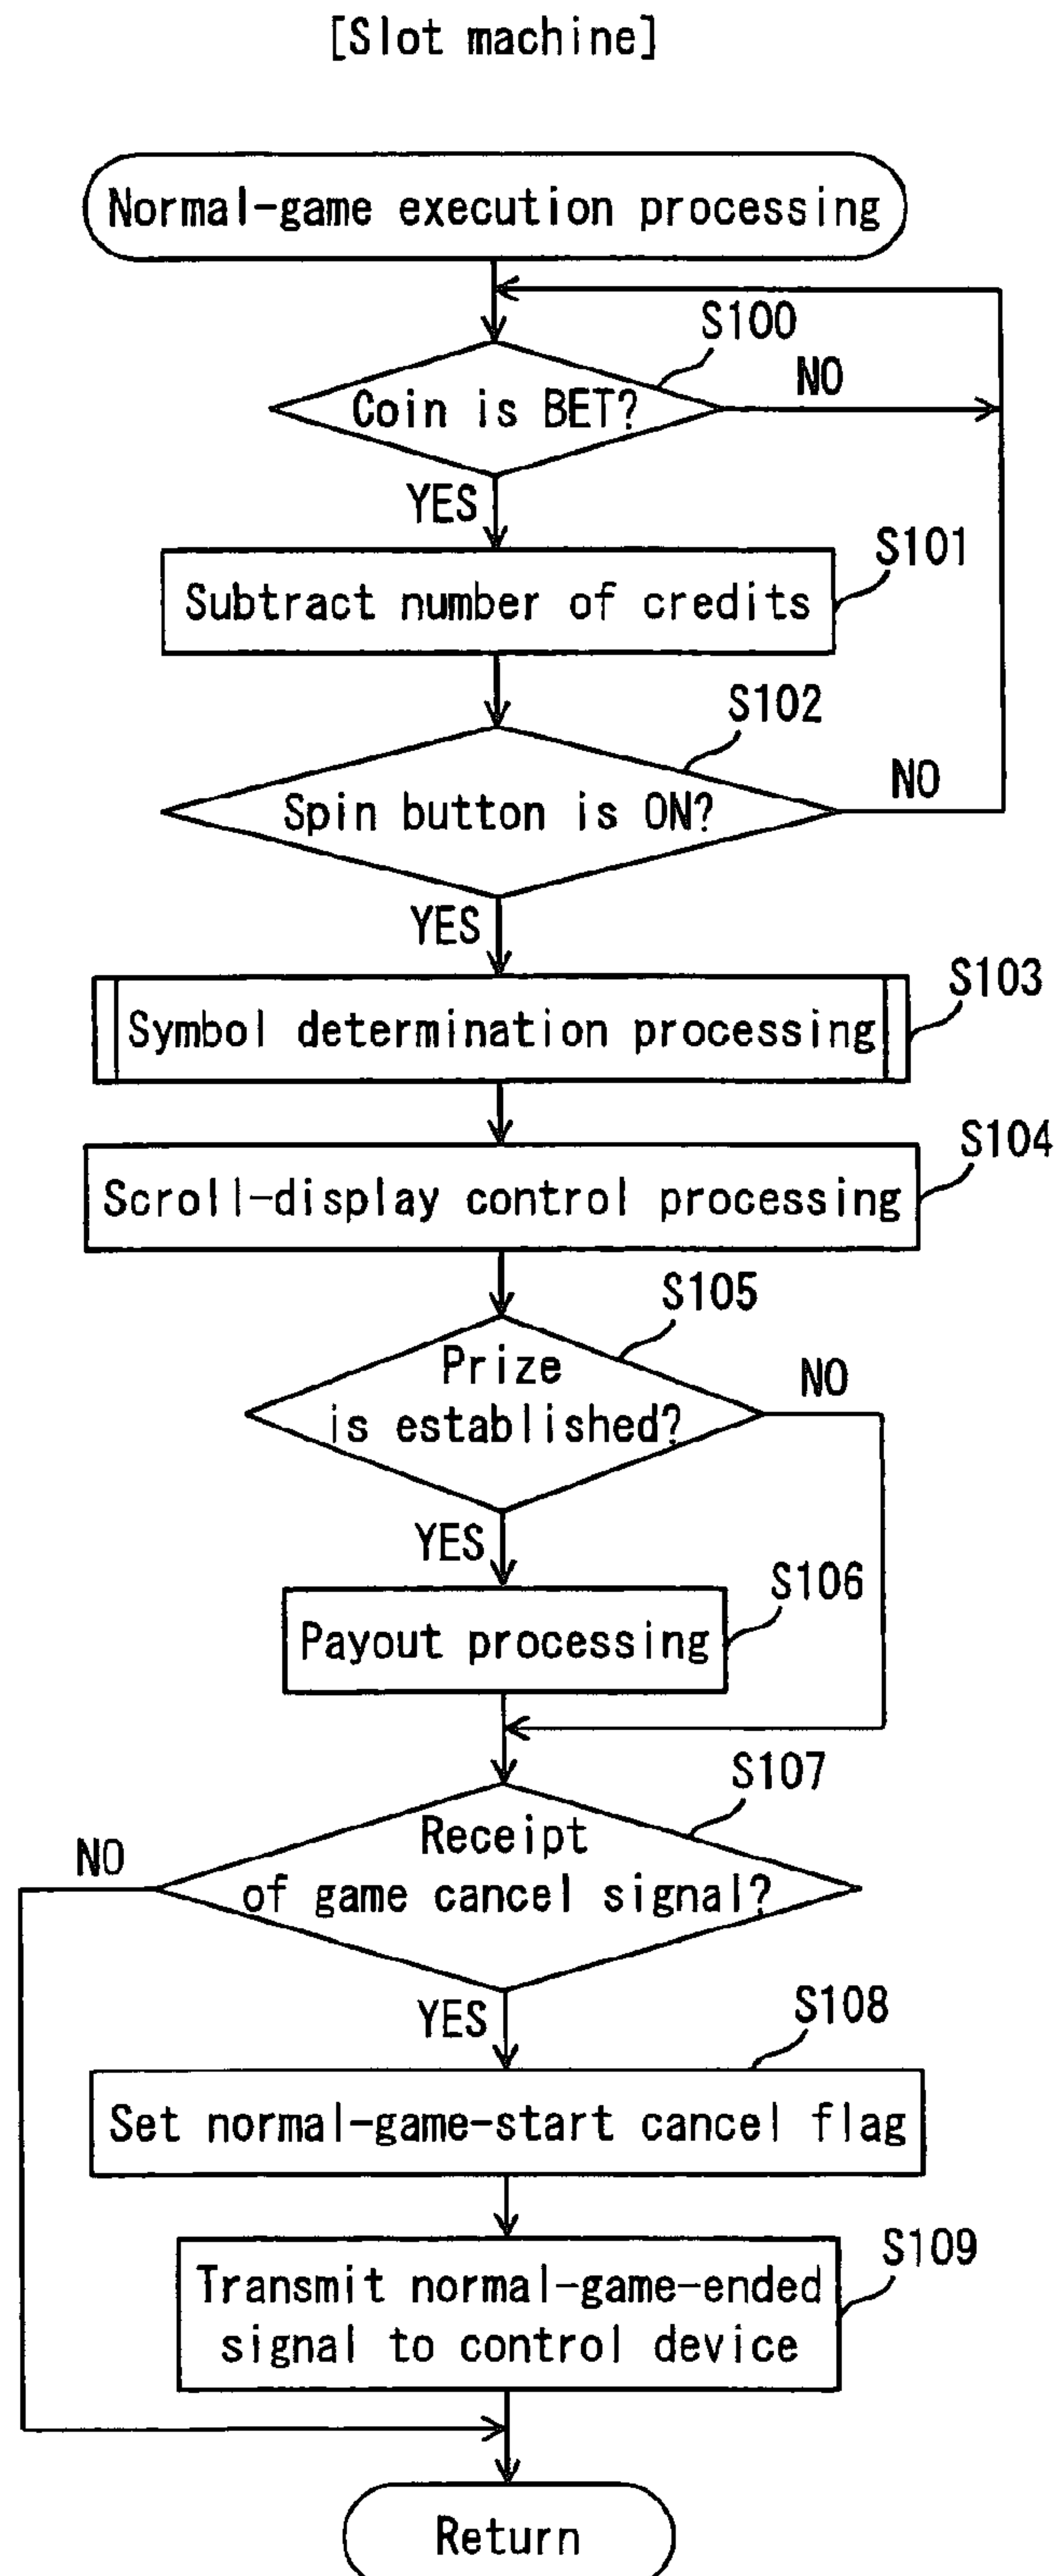 [Slot machine]
Normal-game execution processing
S100
Coin is BET?
NO
YES
S101
Subtract number of credits
S102
Spin button is ON?
NO
YES
S103
Symbol determination processing
S104
Scroll-display control processing
S105
Prize
is established?
NO
YES
S106
Payout processing
S107
Receipt
of game cancel signal?
NO
YES
S108
Set normal-game-start cancel flag
S109
Transmit normal-game-ended
signal to control device
Return